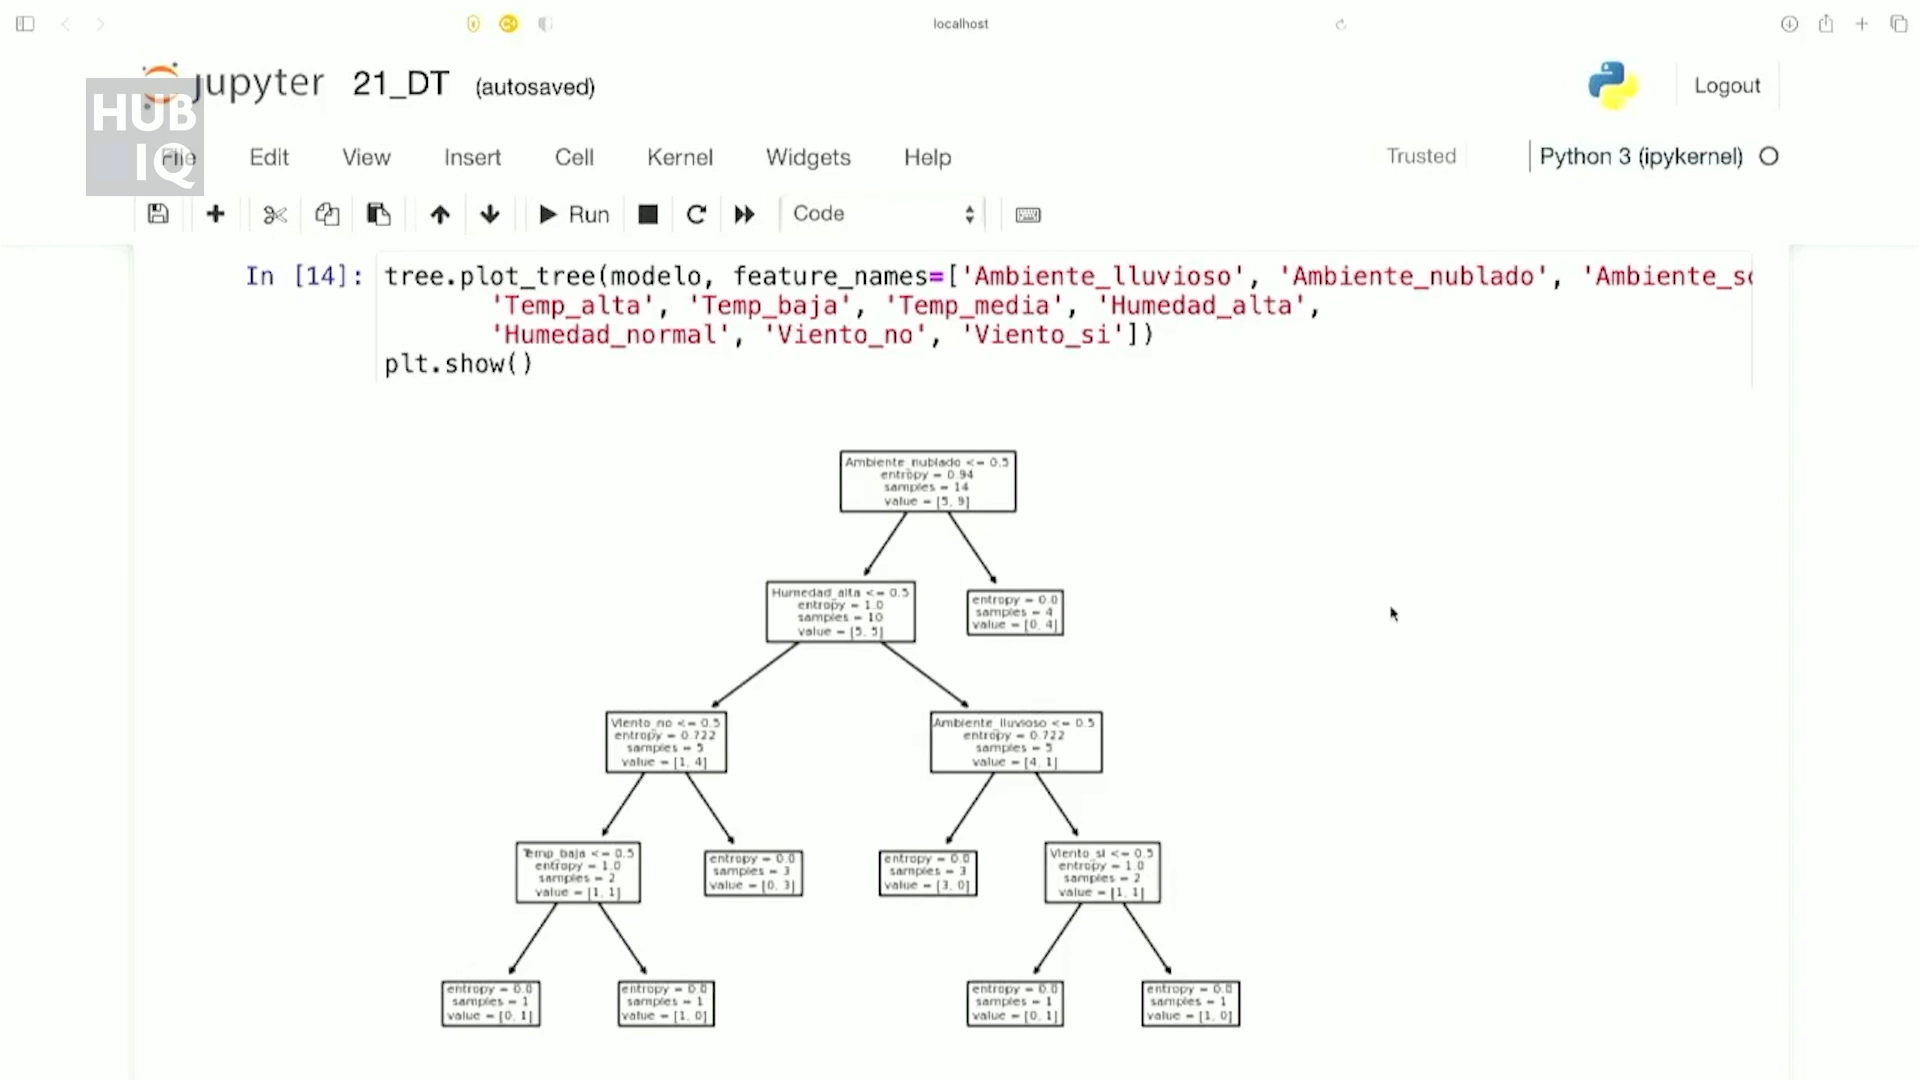 localhost
jupyter 21_DT (autosaved)
Logout
HUB
IQ
File Edit View Insert Cell Kernel Widgets Help
Trusted
Python 3 (ipykernel)
Run
Code
In [14]: tree.plot_tree(modelo, feature_names=['Ambiente_lluvioso', 'Ambiente_nublado', 'Ambiente_so
'Temp_alta', 'Temp_baja', 'Temp_media', 'Humedad_alta',
'Humedad_normal', 'Viento_no', 'Viento_si'])
plt.show()
Ambiente_nublado <= 0.5
entropy = 0.94
samples = 14
value = [5, 9]
Humedad_alta <= 0.5
entropy = 1.0
samples = 10
value = [5, 5]
entropy = 0.0
samples = 4
value = [0, 4]
Viento_no <= 0.5
entropy = 0.722
samples = 5
value = [1, 4]
Ambiente_lluvioso <= 0.5
entropy = 0.722
samples = 5
value = [4, 1]
Temp_baja <= 0.5
entropy = 1.0
samples = 2
value = [1, 1]
entropy = 0.0
samples = 3
value = [0, 3]
entropy = 0.0
samples = 3
value = [3, 0]
Viento_si <= 0.5
entropy = 1.0
samples = 2
value = [1, 1]
entropy = 0.0
samples = 1
value = [0, 1]
entropy = 0.0
samples = 1
value = [1, 0]
entropy = 0.0
samples = 1
value = [0, 1]
entropy = 0.0
samples = 1
value = [1, 0]